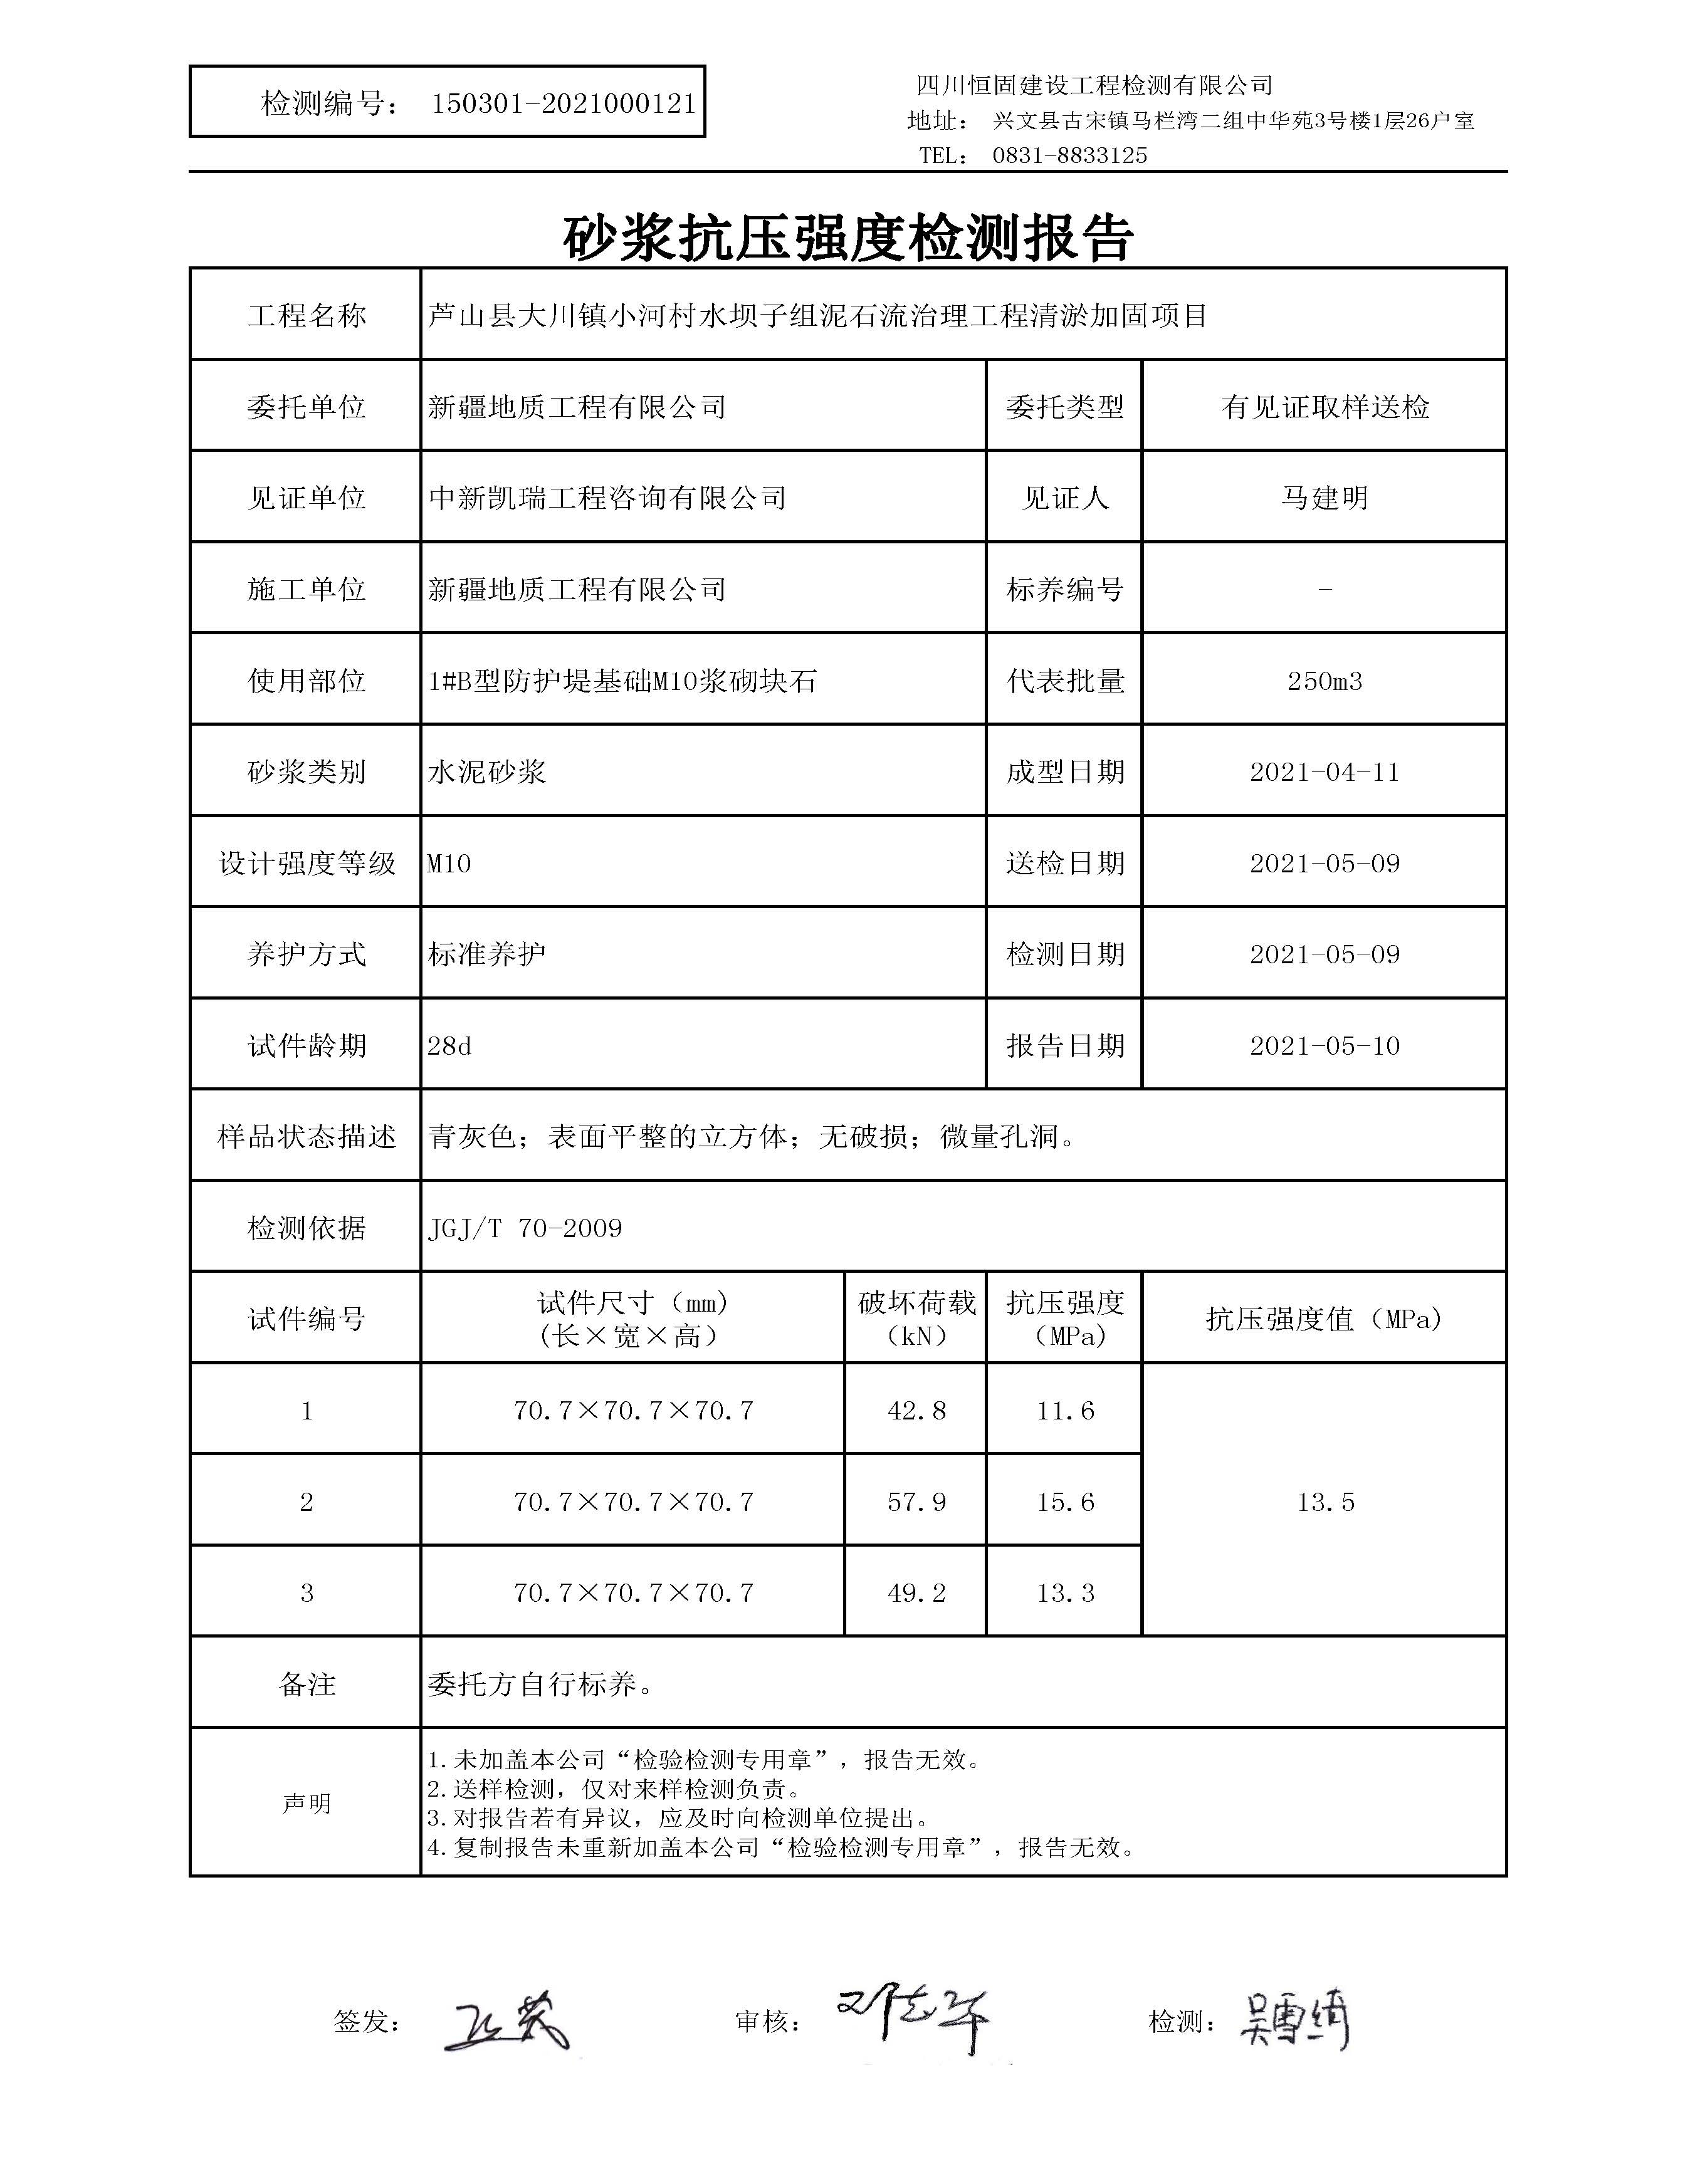 检测编号： 150301-2021000121
四川恒固建设工程检测有限公司
地址： 兴文县古宋镇马栏湾二组中华苑3号楼1层26户室
TEL： 0831-8833125
砂浆抗压强度检测报告
工程名称 芦山县大川镇小河村水坝子组泥石流治理工程清淤加固项目
委托单位 新疆地质工程有限公司 委托类型 有见证取样送检
见证单位 中新凯瑞工程咨询有限公司 见证人 马建明
施工单位 新疆地质工程有限公司 标养编号 -
使用部位 1#B型防护堤基础M10浆砌块石 代表批量 250m3
砂浆类别 水泥砂浆 成型日期 2021-04-11
设计强度等级 M10 送检日期 2021-05-09
养护方式 标准养护 检测日期 2021-05-09
试件龄期 28d 报告日期 2021-05-10
样品状态描述 青灰色；表面平整的立方体；无破损；微量孔洞。
检测依据 JGJ/T 70-2009
试件编号 试件尺寸（mm） 破坏荷载 抗压强度 抗压强度值（MPa）
(长×宽×高） （kN） （MPa）
1 70.7×70.7×70.7 42.8 11.6
2 70.7×70.7×70.7 57.9 15.6 13.5
3 70.7×70.7×70.7 49.2 13.3
备注 委托方自行标养。
声明
1.未加盖本公司“检验检测专用章”，报告无效。
2.送样检测，仅对来样检测负责。
3.对报告若有异议，应及时向检测单位提出。
4.复制报告未重新加盖本公司“检验检测专用章”，报告无效。
签发： 审核： 检测： 吴雪绮